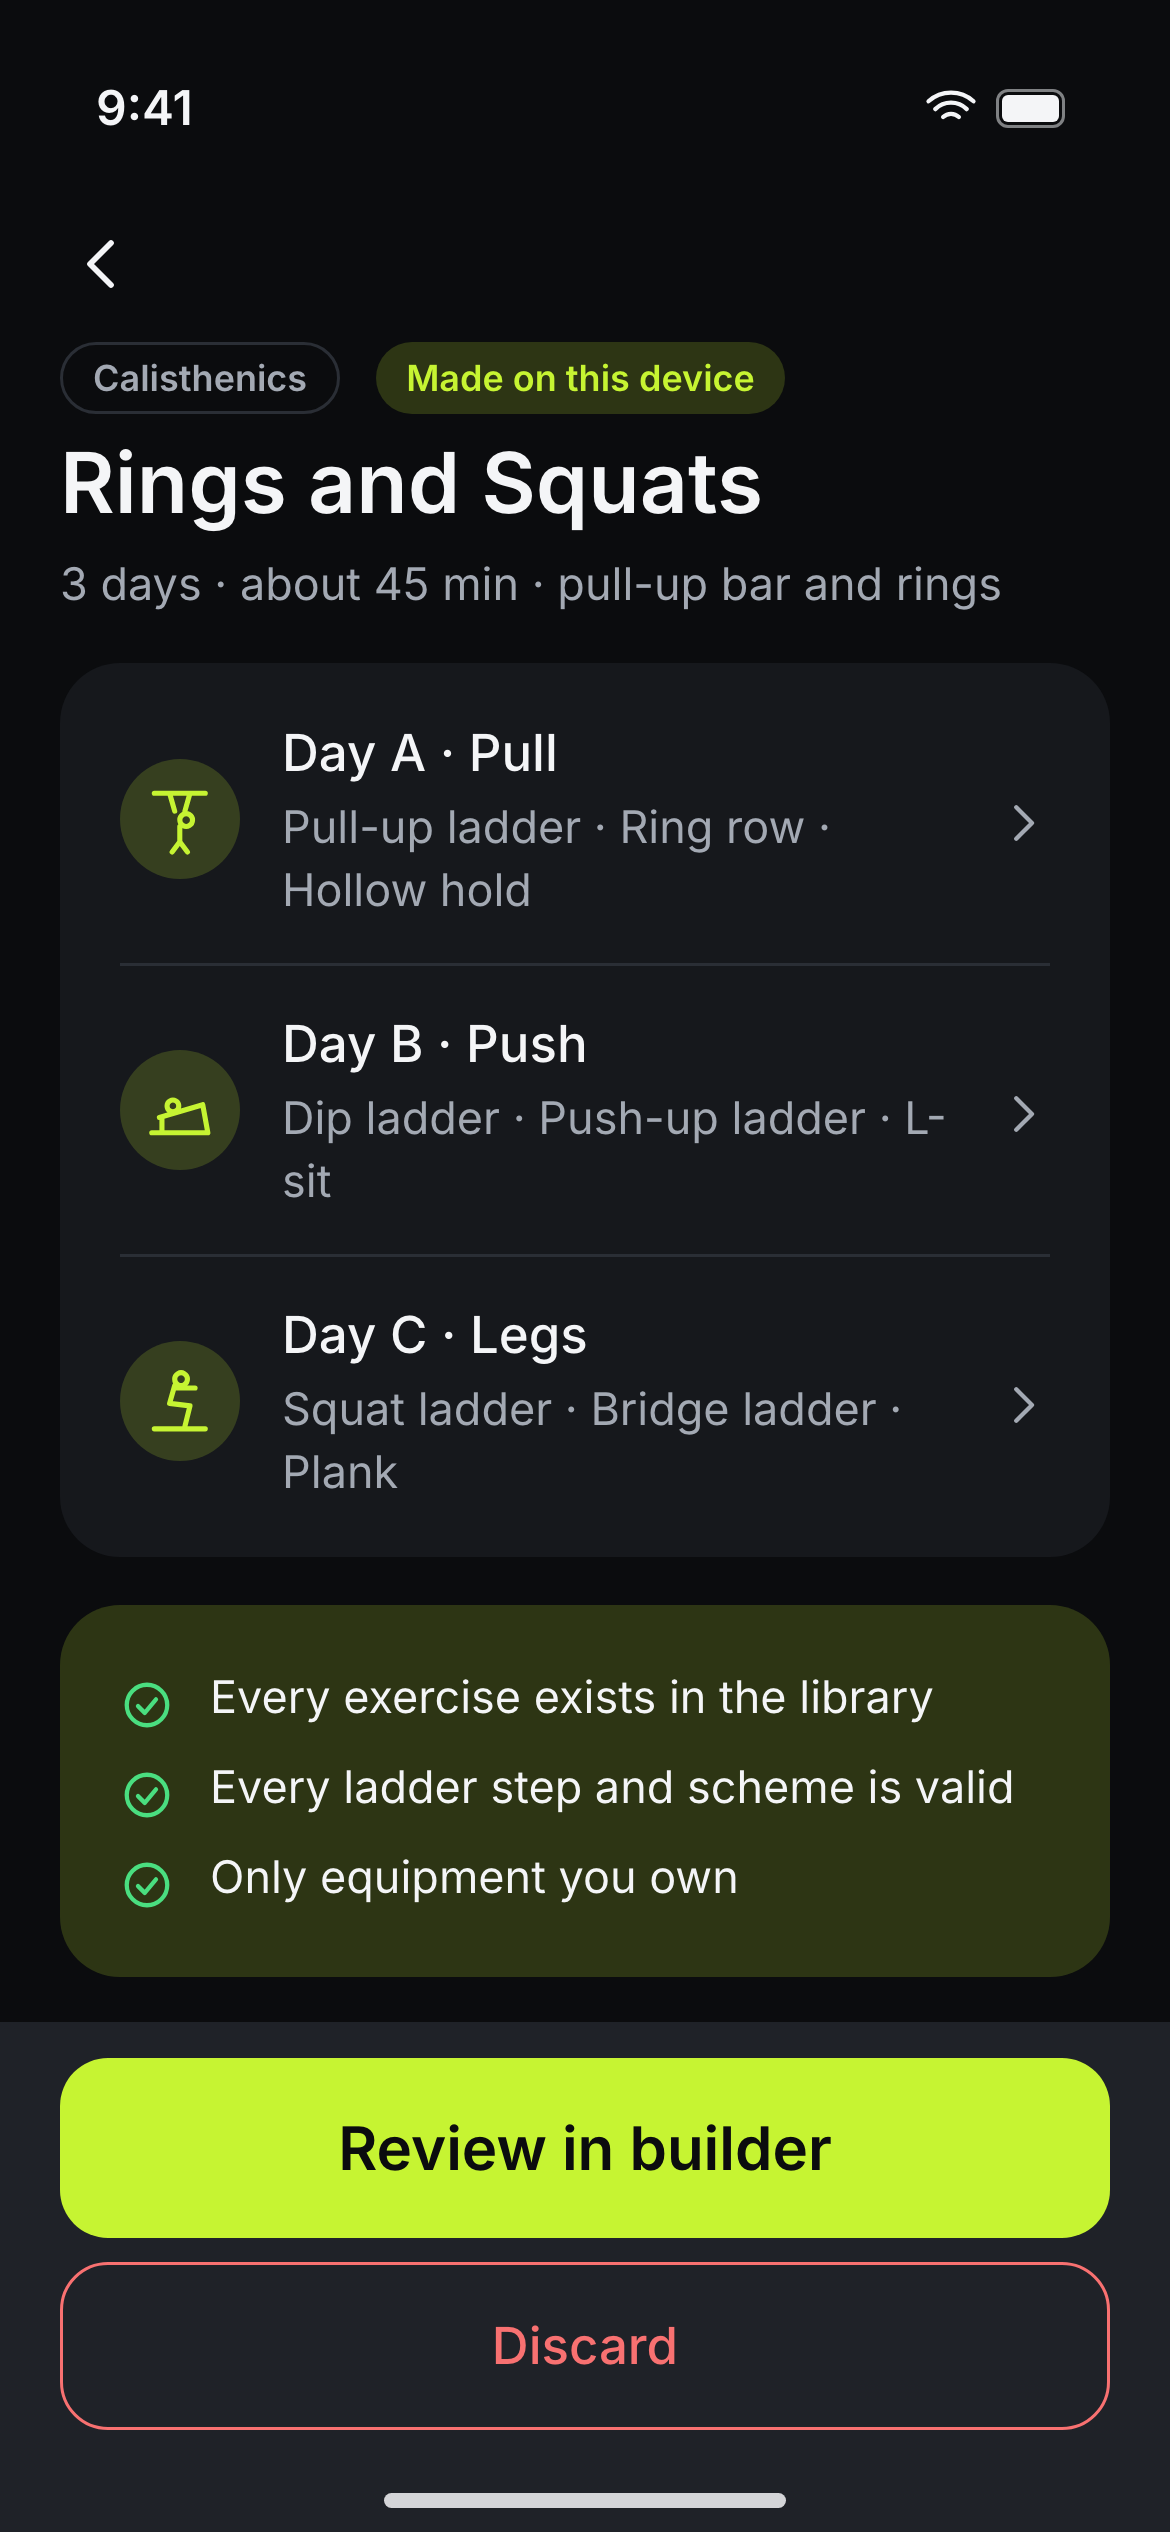 9:41
Calisthenics
Made on this device
Rings and Squats
3 days · about 45 min · pull-up bar and rings
Day A · Pull
Pull-up ladder · Ring row ·
Hollow hold
Day B · Push
Dip ladder · Push-up ladder · L-
sit
Day C · Legs
Squat ladder · Bridge ladder ·
Plank
Every exercise exists in the library
Every ladder step and scheme is valid
Only equipment you own
Review in builder
Discard